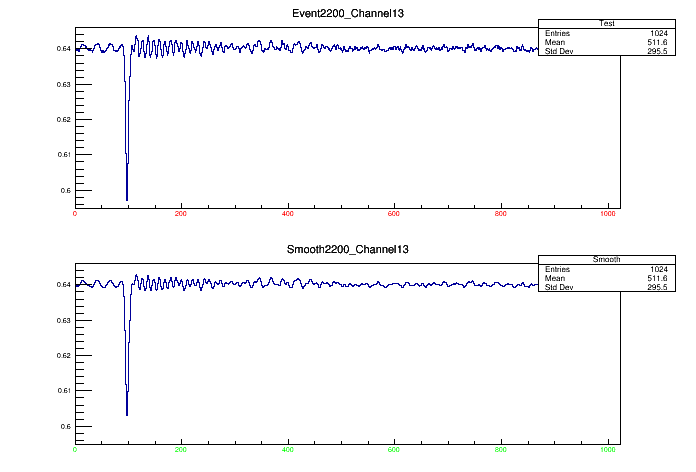 Event2200_Channel13
Test
Entries 1024
Mean 511.6
Std Dev 295.5
0.64
0.63
0.62
0.61
0.6
0 200 400 600 800 1000
Smooth2200_Channel13
Smooth
Entries 1024
Mean 511.6
Std Dev 295.5
0.64
0.63
0.62
0.61
0.6
0 200 400 600 800 1000